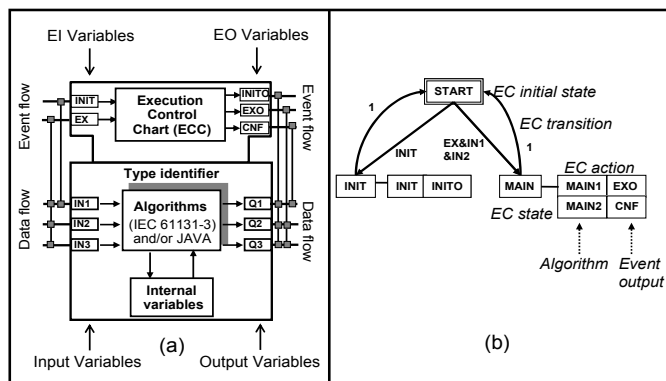 EI Variables
EO Variables
Event flow
INIT
EX
Execution
Control
Chart (ECC)
INITO
EXO
CNF
Event flow
Type identifier
Data flow
IN1
IN2
IN3
Algorithms
(IEC 61131-3)
and/or JAVA
Q1
Q2
Q3
Data flow
Internal
variables
Input Variables
(a)
Output Variables
START
EC initial state
1
EC transition
INIT
EX&IN1
&IN2
1
EC action
INIT
INIT
INITO
MAIN
MAIN1
EXO
MAIN2
CNF
EC state
Algorithm
Event
output
(b)